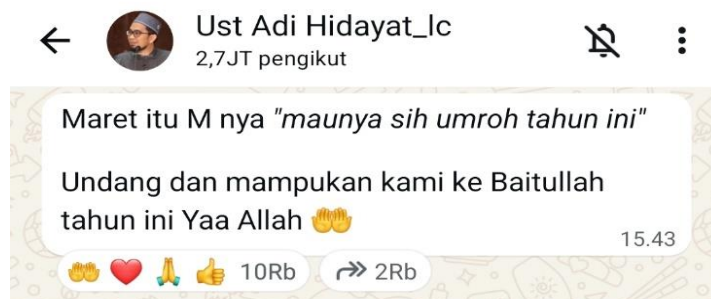 Ust Adi Hidayat_lc
2,7JT pengikut
Maret itu M nya "maunya sih umroh tahun ini"
Undang dan mampukan kami ke Baitullah
tahun ini Yaa Allah 🤲
15.43
🤲 ❤️ 🙏 👍 10Rb 2Rb